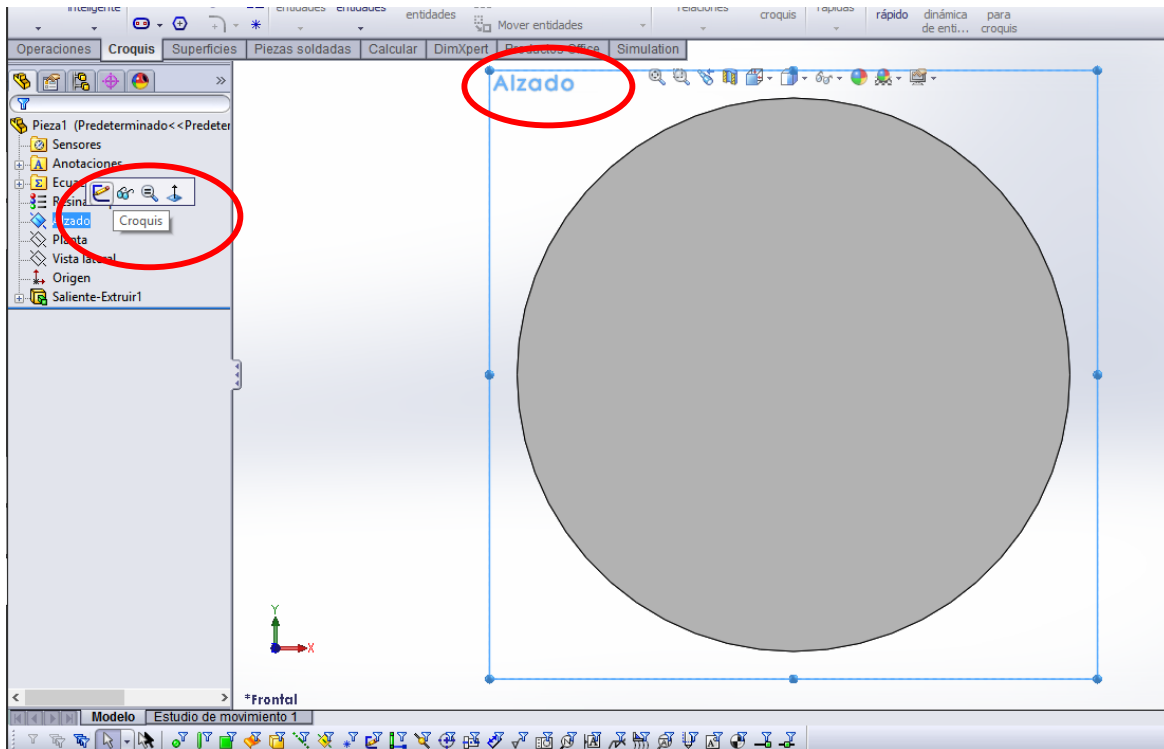 inteligente
entidades entidades
entidades
Mover entidades
relaciones
croquis
rápidas
rápido
dinámica
de enti...
para
croquis
Operaciones Croquis Superficies Piezas soldadas Calcular DimXpert Productos Office Simulation
Alzado
Pieza1 (Predeterminado<<Predeter
Sensores
A Anotaciones
Alzado
Croquis
Planta
Vista lateral
Origen
Saliente-Extruir1
Y
X
*Frontal
Modelo Estudio de movimiento 1